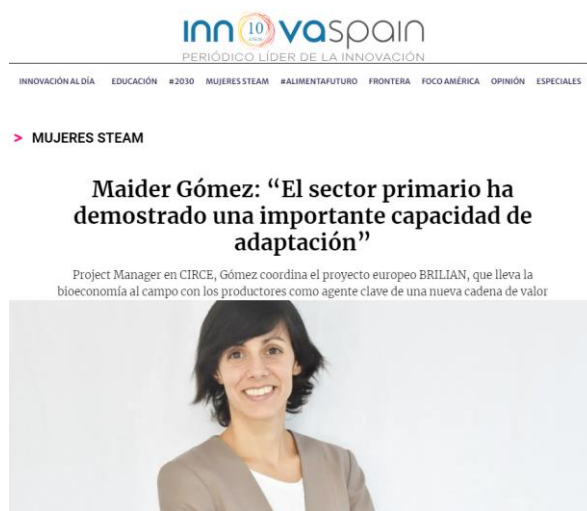 innovaspain
10
AÑOS
PERIÓDICO LÍDER DE LA INNOVACIÓN
INNOVACIÓN AL DÍA EDUCACIÓN #2030 MUJERES STEAM #ALIMENTAFUTURO FRONTERA FOCO AMÉRICA OPINIÓN ESPECIALES
> MUJERES STEAM
Maider Gómez: “El sector primario ha
demostrado una importante capacidad de
adaptación”
Project Manager en CIRCE, Gómez coordina el proyecto europeo BRILIAN, que lleva la
bioeconomía al campo con los productores como agente clave de una nueva cadena de valor